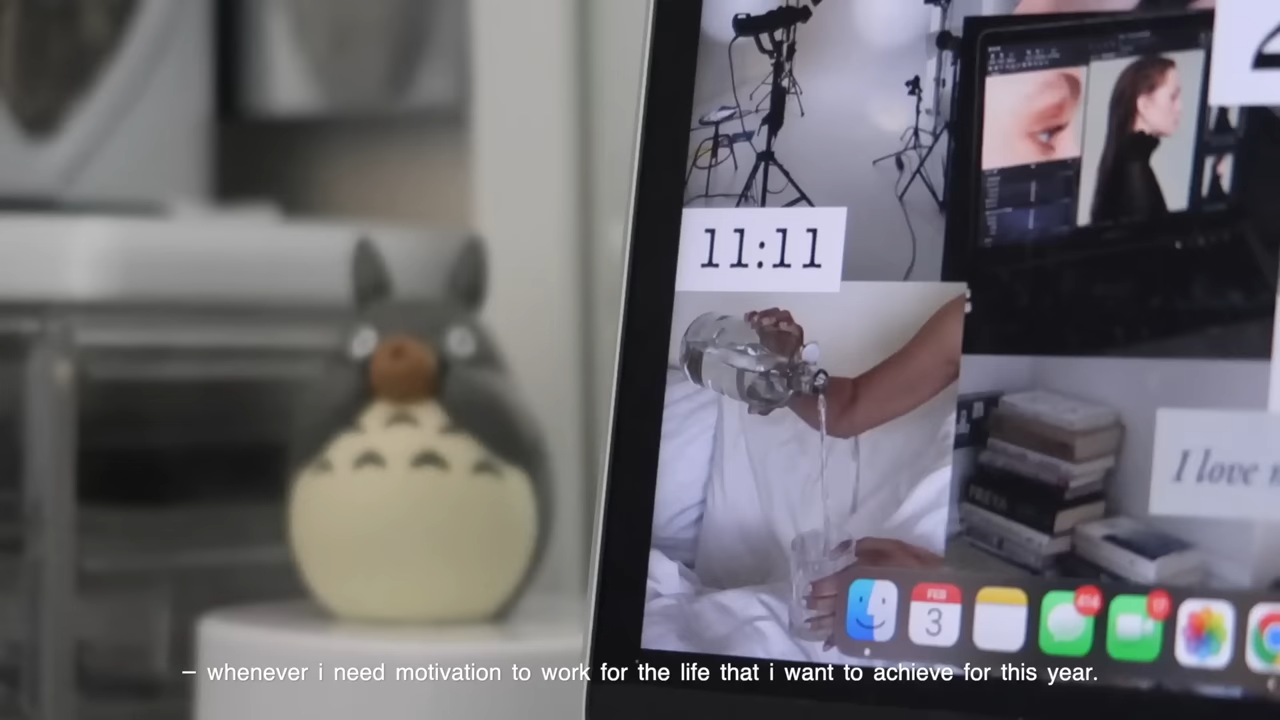 11:11
I love
FEB
3
17
– whenever i need motivation to work for the life that i want to achieve for this year.